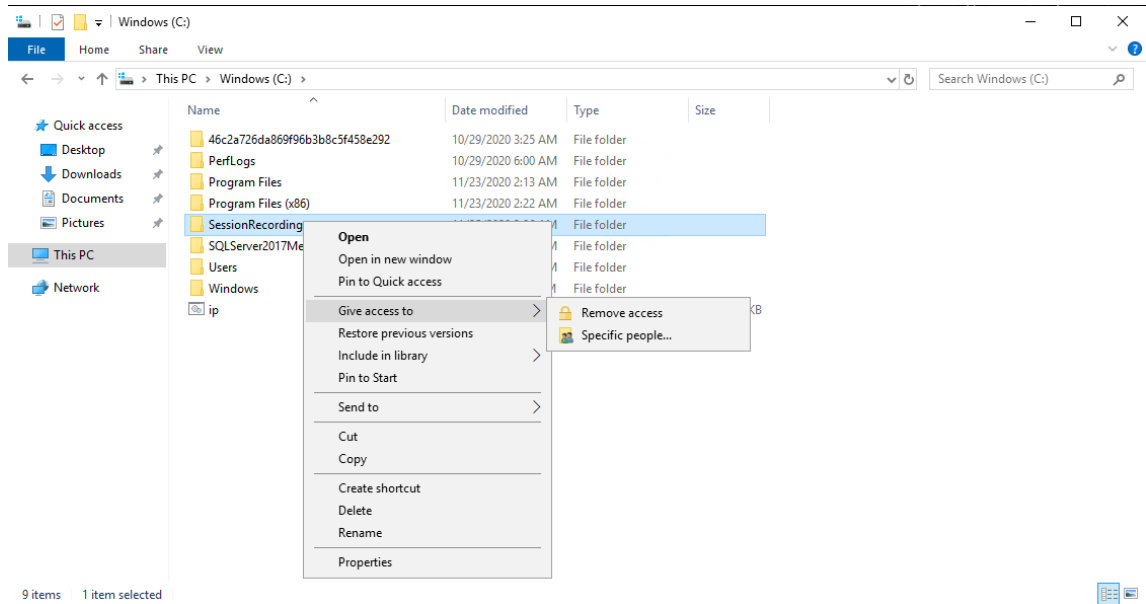 Windows (C:)
File Home Share View
This PC > Windows (C:) > Search Windows (C:)
Name Date modified Type Size
Quick access
Desktop
Downloads
Documents
Pictures
This PC
Network
46c2a726da869f96b3b8c5f458e292 10/29/2020 3:25 AM File folder
PerfLogs 10/29/2020 6:00 AM File folder
Program Files 11/23/2020 2:13 AM File folder
Program Files (x86) 11/23/2020 2:22 AM File folder
SessionRecording File folder
SQLServer2017Me File folder
Users File folder
Windows File folder
ip KB
Open
Open in new window
Pin to Quick access
Give access to
Restore previous versions
Include in library
Pin to Start
Send to
Cut
Copy
Create shortcut
Delete
Rename
Properties
Remove access
Specific people...
9 items 1 item selected